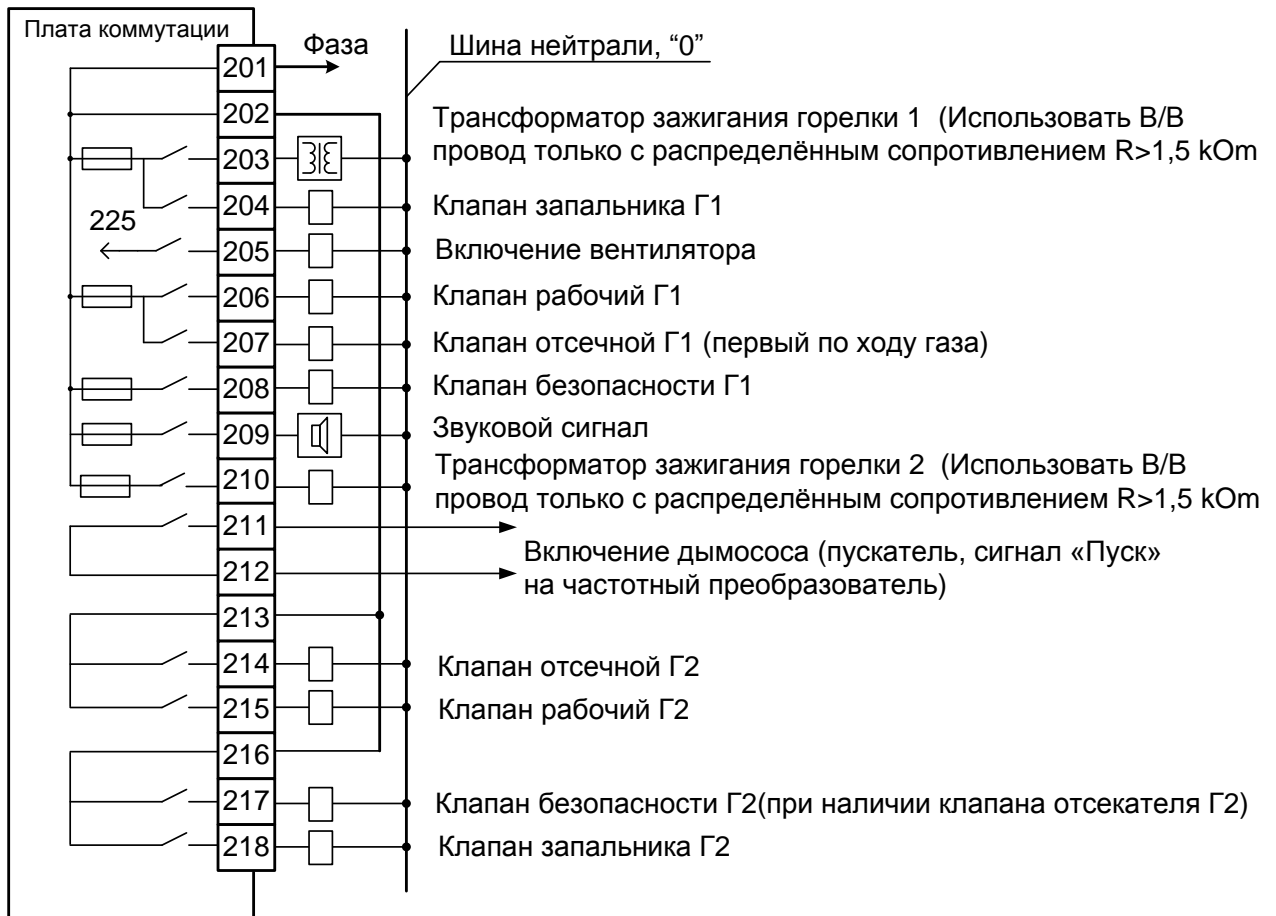 Плата коммутации
Фаза
Шина нейтрали, “0”
201
202
Трансформатор зажигания горелки 1 (Использовать В/В
провод только с распределённым сопротивлением R>1,5 kOm
203
204
Клапан запальника Г1
225
205
Включение вентилятора
206
Клапан рабочий Г1
207
Клапан отсечной Г1 (первый по ходу газа)
208
Клапан безопасности Г1
209
Звуковой сигнал
210
Трансформатор зажигания горелки 2 (Использовать В/В
провод только с распределённым сопротивлением R>1,5 kOm
211
212
Включение дымососа (пускатель, сигнал «Пуск»
на частотный преобразователь)
213
214
Клапан отсечной Г2
215
Клапан рабочий Г2
216
217
Клапан безопасности Г2(при наличии клапана отсекателя Г2)
218
Клапан запальника Г2